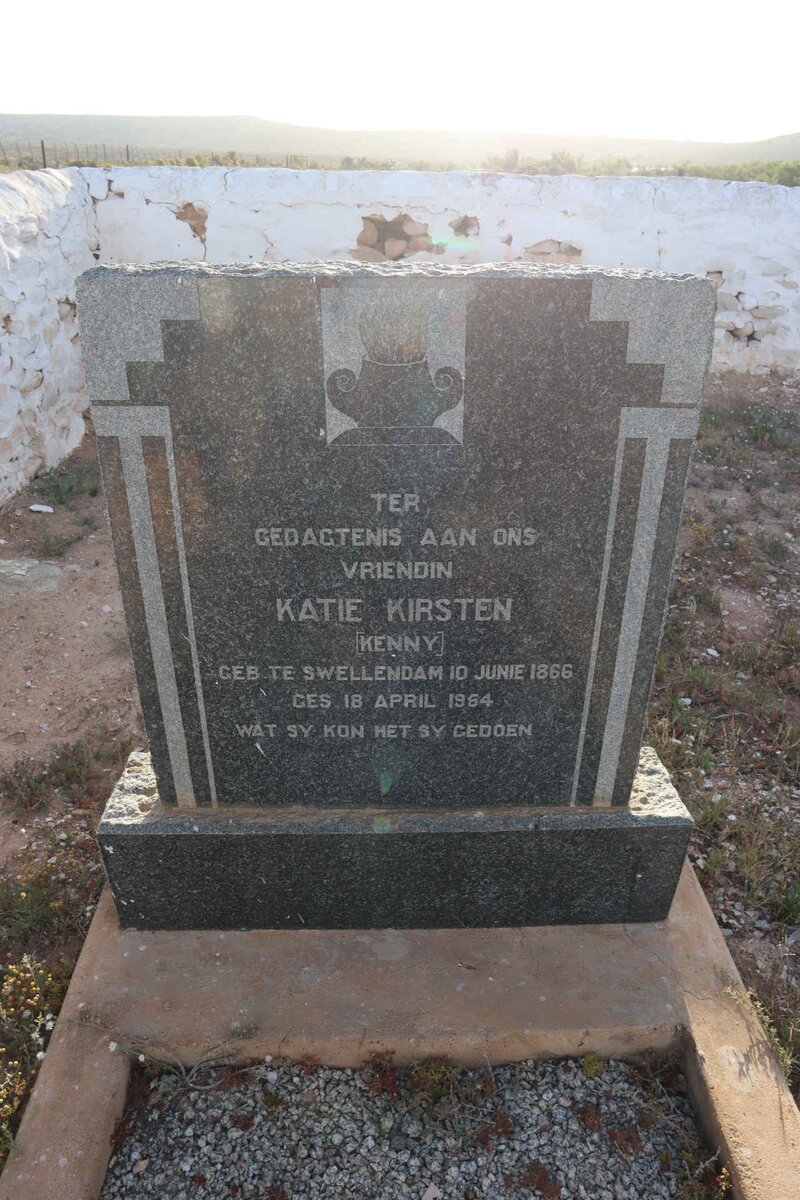 TER
GEDAGTENIS AAN ONS
VRIENDIN
KATIE KIRSTEN
[KENNY]
GEB. TE SWELLENDAM 10 JUNIE 1866
GES 18 APRIL 1964
WAT SY KON HET SY GEDOEN